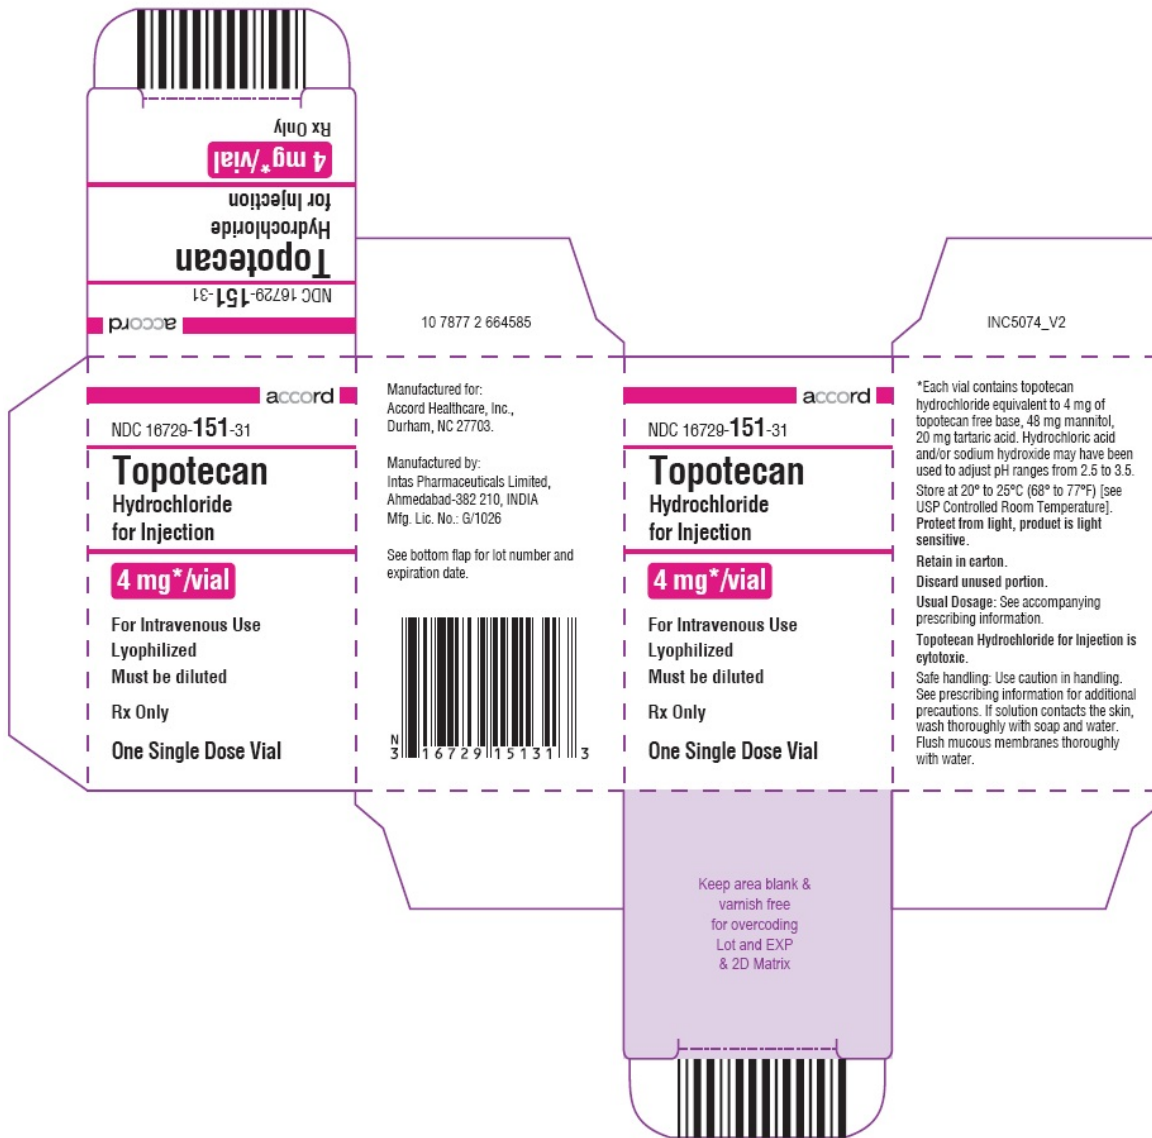 Rx Only
4 mg*/vial
for Injection
Hydrochloride
Topotecan
NDC 16729-151-31
accord
10 7877 2 664585
INC5074_V2
accord
NDC 16729-151-31
Topotecan
Hydrochloride
for Injection
4 mg*/vial
For Intravenous Use
Lyophilized
Must be diluted
Rx Only
One Single Dose Vial
Manufactured for:
Accord Healthcare, Inc.,
Durham, NC 27703.
Manufactured by:
Intas Pharmaceuticals Limited,
Ahmedabad-382 210, INDIA
Mfg. Lic. No.: G/1026
See bottom flap for lot number and
expiration date.
N
3 16729 15131 3
accord
NDC 16729-151-31
Topotecan
Hydrochloride
for Injection
4 mg*/vial
For Intravenous Use
Lyophilized
Must be diluted
Rx Only
One Single Dose Vial
*Each vial contains topotecan
hydrochloride equivalent to 4 mg of
topotecan free base, 48 mg mannitol,
20 mg tartaric acid. Hydrochloric acid
and/or sodium hydroxide may have been
used to adjust pH ranges from 2.5 to 3.5.
Store at 20° to 25°C (68° to 77°F) [see
USP Controlled Room Temperature].
Protect from light, product is light
sensitive.
Retain in carton.
Discard unused portion.
Usual Dosage: See accompanying
prescribing information.
Topotecan Hydrochloride for Injection is
cytotoxic.
Safe handling: Use caution in handling.
See prescribing information for additional
precautions. If solution contacts the skin,
wash thoroughly with soap and water.
Flush mucous membranes thoroughly
with water.
Keep area blank &
varnish free
for overcoding
Lot and EXP
& 2D Matrix